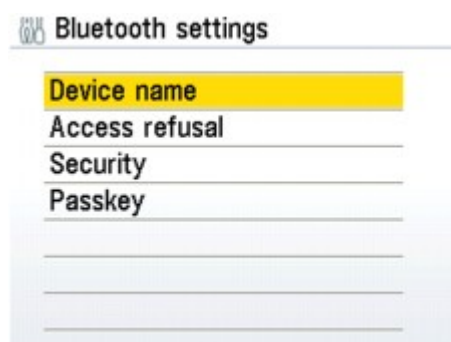 Bluetooth settings
Device name
Access refusal
Security
Passkey